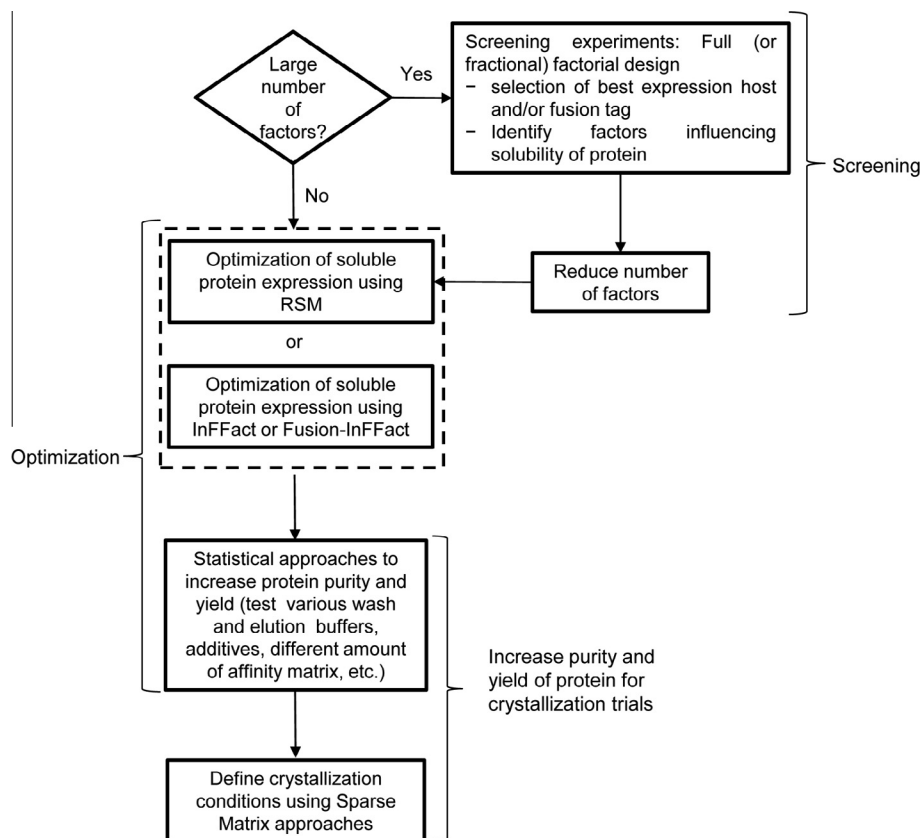 Large
number
of
factors?
Yes
Screening experiments: Full (or
fractional) factorial design
− selection of best expression host
and/or fusion tag
− Identify factors influencing
solubility of protein
Screening
No
Reduce number
of factors
Optimization of soluble
protein expression using
RSM
or
Optimization of soluble
protein expression using
InFFact or Fusion-InFFact
Optimization
Statistical approaches to
increase protein purity and
yield (test various wash
and elution buffers,
additives, different amount
of affinity matrix, etc.)
Increase purity and
yield of protein for
crystallization trials
Define crystallization
conditions using Sparse
Matrix approaches